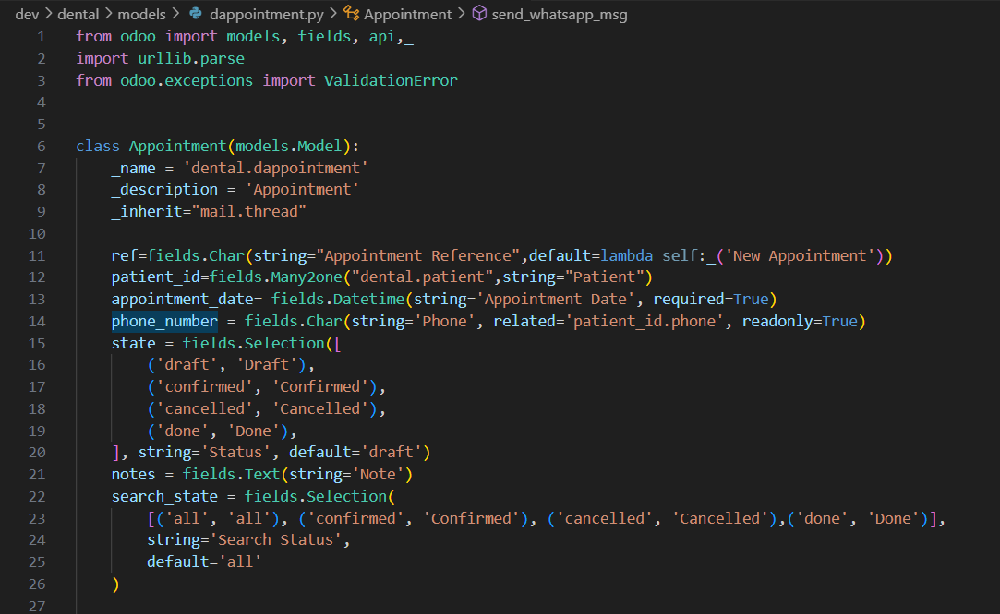 dev > dental > models > dappointment.py > Appointment > send_whatsapp_msg
1 from odoo import models, fields, api,_
2 import urllib.parse
3 from odoo.exceptions import ValidationError
4
5
6 class Appointment(models.Model):
7     _name = 'dental.dappointment'
8     _description = 'Appointment'
9     _inherit="mail.thread"
10
11     ref=fields.Char(string="Appointment Reference",default=lambda self:_('New Appointment'))
12     patient_id=fields.Many2one("dental.patient",string="Patient")
13     appointment_date= fields.Datetime(string='Appointment Date', required=True)
14     phone_number = fields.Char(string='Phone', related='patient_id.phone', readonly=True)
15     state = fields.Selection([
16         ('draft', 'Draft'),
17         ('confirmed', 'Confirmed'),
18         ('cancelled', 'Cancelled'),
19         ('done', 'Done'),
20     ], string='Status', default='draft')
21     notes = fields.Text(string='Note')
22     search_state = fields.Selection(
23         [('all', 'all'), ('confirmed', 'Confirmed'), ('cancelled', 'Cancelled'),('done', 'Done')],
24         string='Search Status',
25         default='all'
26     )
27